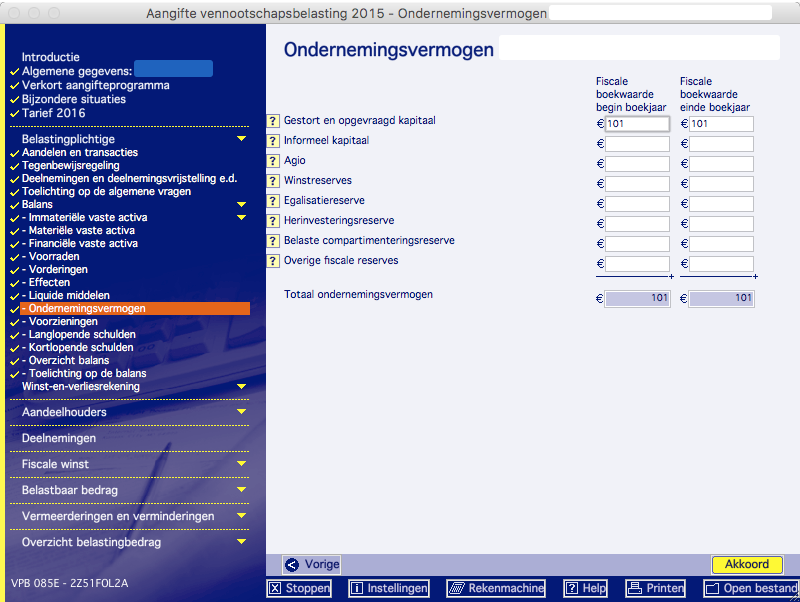 Aangifte vennootschapsbelasting 2015 - Ondernemingsvermogen
Introductie
Algemene gegevens:
Verkort aangifteprogramma
Bijzondere situaties
Tarief 2016
Belastingplichtige
Aandelen en transacties
Tegenbewijsregeling
Deelnemingen en deelnemingsvrijstelling e.d.
Toelichting op de algemene vragen
Balans
- Immateriële vaste activa
- Materiële vaste activa
- Financiële vaste activa
- Voorraden
- Vorderingen
- Effecten
- Liquide middelen
- Ondernemingsvermogen
- Voorzieningen
- Langlopende schulden
- Kortlopende schulden
- Overzicht balans
- Toelichting op de balans
Winst-en-verliesrekening
Aandeelhouders
Deelnemingen
Fiscale winst
Belastbaar bedrag
Vermeerderingen en verminderingen
Overzicht belastingbedrag
VPB 085E - 2Z51FOL2A
Ondernemingsvermogen
Fiscale boekwaarde begin boekjaar
Fiscale boekwaarde einde boekjaar
? Gestort en opgevraagd kapitaal € 101 € 101
? Informeel kapitaal € €
? Agio € €
? Winstreserves € €
? Egalisatiereserve € €
? Herinvesteringsreserve € €
? Belaste compartimenteringsreserve € €
? Overige fiscale reserves € €
+ +
Totaal ondernemingsvermogen € 101 € 101
Vorige
Akkoord
Stoppen
Instellingen
Rekenmachine
? Help
Printen
Open bestand